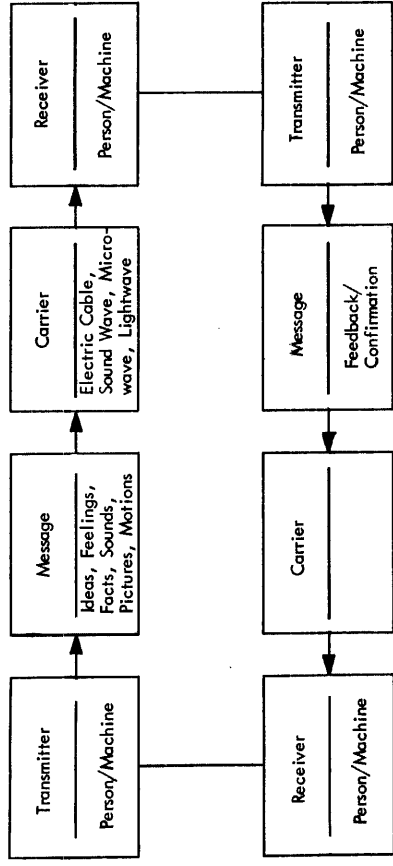 Transmitter
Person/Machine
Message
Ideas, Feelings,
Facts, Sounds,
Pictures, Motions
Carrier
Electric Cable,
Sound Wave, Micro-
wave, Lightwave
Receiver
Person/Machine
Transmitter
Person/Machine
Message
Feedback/
Confirmation
Carrier
Receiver
Person/Machine